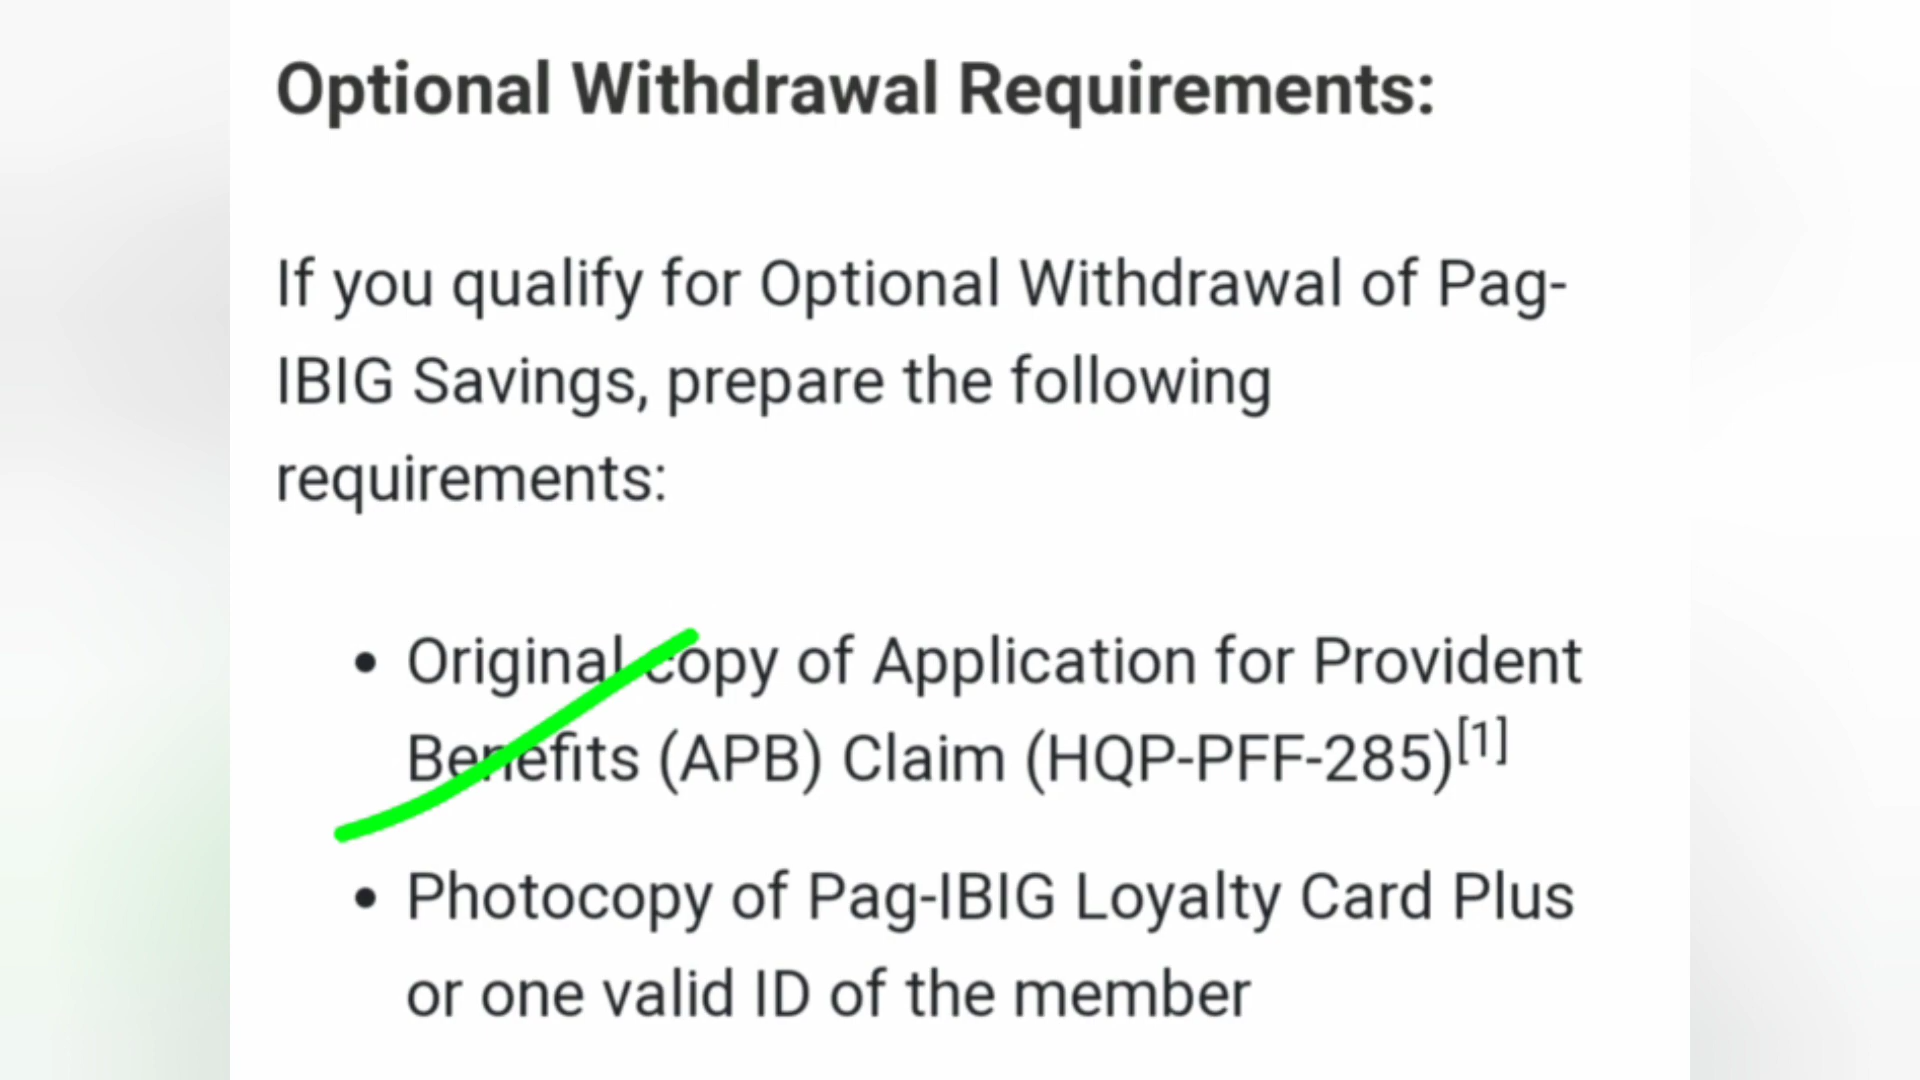 Optional Withdrawal Requirements:
If you qualify for Optional Withdrawal of Pag-
IBIG Savings, prepare the following
requirements:
• Original copy of Application for Provident
Benefits (APB) Claim (HQP-PFF-285)[1]
• Photocopy of Pag-IBIG Loyalty Card Plus
or one valid ID of the member